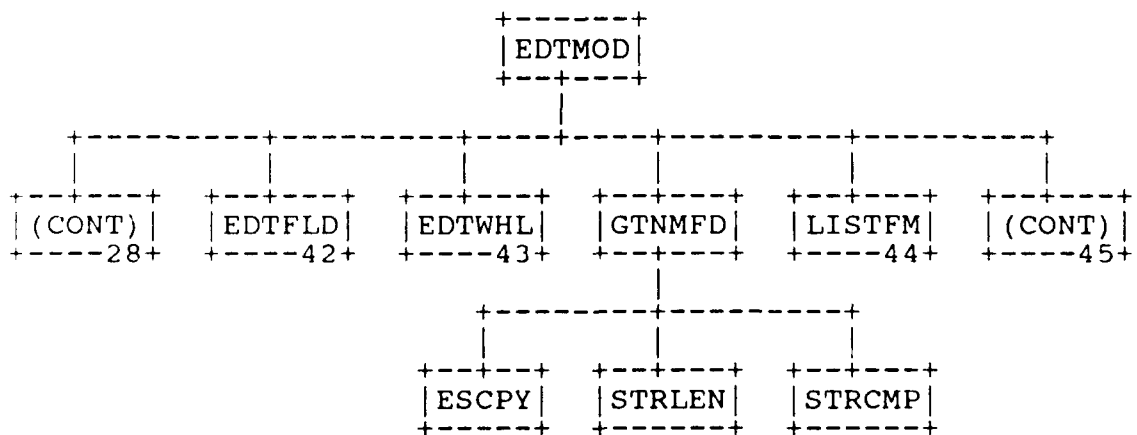 EDTMOD
(CONT) EDTFLD EDTWHL GTNMFD LISTFM (CONT)
28 42 43 44 45
ESCPY STRLEN STRCMP